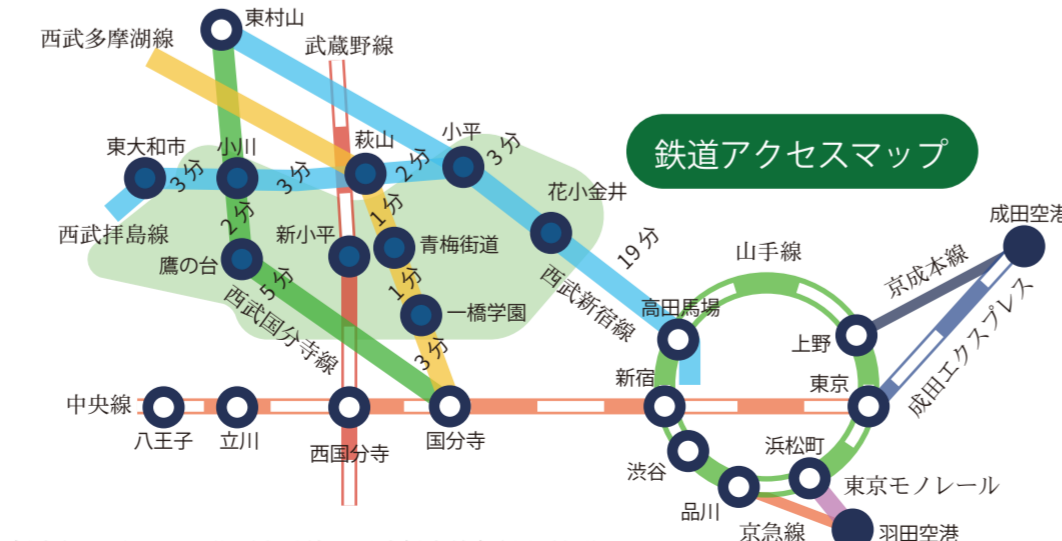 東村山
西武多摩湖線
武蔵野線
鉄道アクセスマップ
東大和市
小川
萩山
小平
3分
3分
3分
2分
花小金井
成田空港
西武拝島線
2分
新小平
1分
青梅街道
19分
山手線
京成本線
鷹の台
5分
1分
西武新宿線
高田馬場
西武国分寺線
一橋学園
上野
成田エクスプレス
3分
新宿
東京
中央線
八王子
立川
西国分寺
国分寺
渋谷
浜松町
品川
東京モノレール
京急線
羽田空港